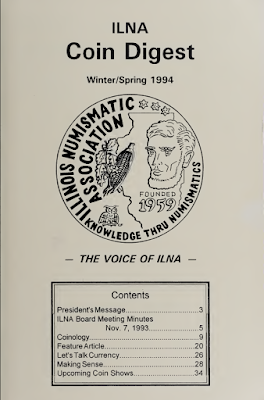 ILNA
Coin Digest
Winter/Spring 1994
ILLINOIS NUMISMATIC
ASSOCIATION
FOUNDED
1959
KNOWLEDGE THRU NUMISMATICS
– THE VOICE OF ILNA –
Contents
President's Message....................................3
ILNA Board Meeting Minutes
Nov. 7, 1993....................5
Coinology....................................................9
Feature Article............................................20
Let's Talk Currency....................................26
Making Sense............................................28
Upcoming Coin Shows..............................34